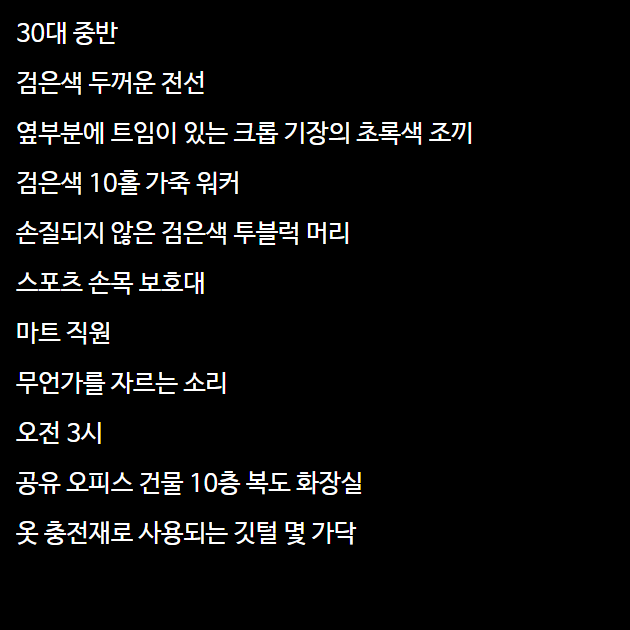 30대 중반
검은색 두꺼운 전선
옆부분에 트임이 있는 크롭 기장의 초록색 조끼
검은색 10홀 가죽 워커
손질되지 않은 검은색 투블럭 머리
스포츠 손목 보호대
마트 직원
무언가를 자르는 소리
오전 3시
공유 오피스 건물 10층 복도 화장실
옷 충전재로 사용되는 깃털 몇 가닥